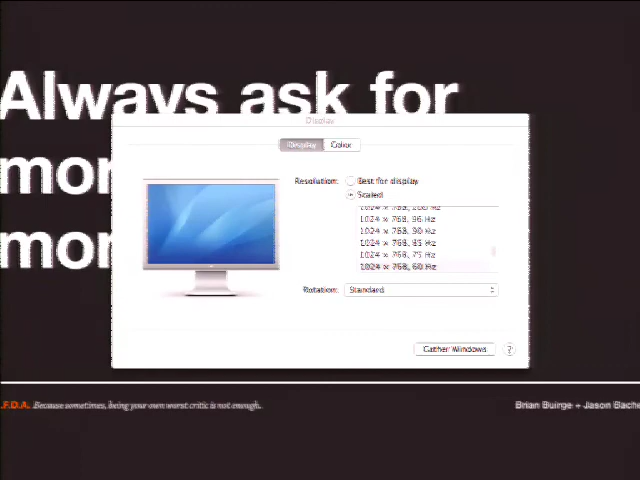 Always ask for
mor
mor
Display
Display Color
Resolution: Best for display
Scaled
1024 x 768, 96 Hz
1024 x 768, 90 Hz
1024 x 768, 85 Hz
1024 x 768, 75 Hz
1024 x 768, 60 Hz
Rotation: Standard
Gather Windows ?
.F.D.A. Because sometimes, being your own worst critic is not enough.
Brian Buirge + Jason Bache